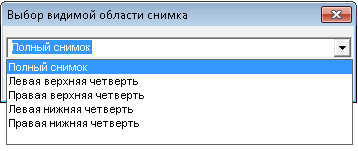 Выбор видимой области снимка
Полный снимок
Полный снимок
Левая верхняя четверть
Правая верхняя четверть
Левая нижняя четверть
Правая нижняя четверть